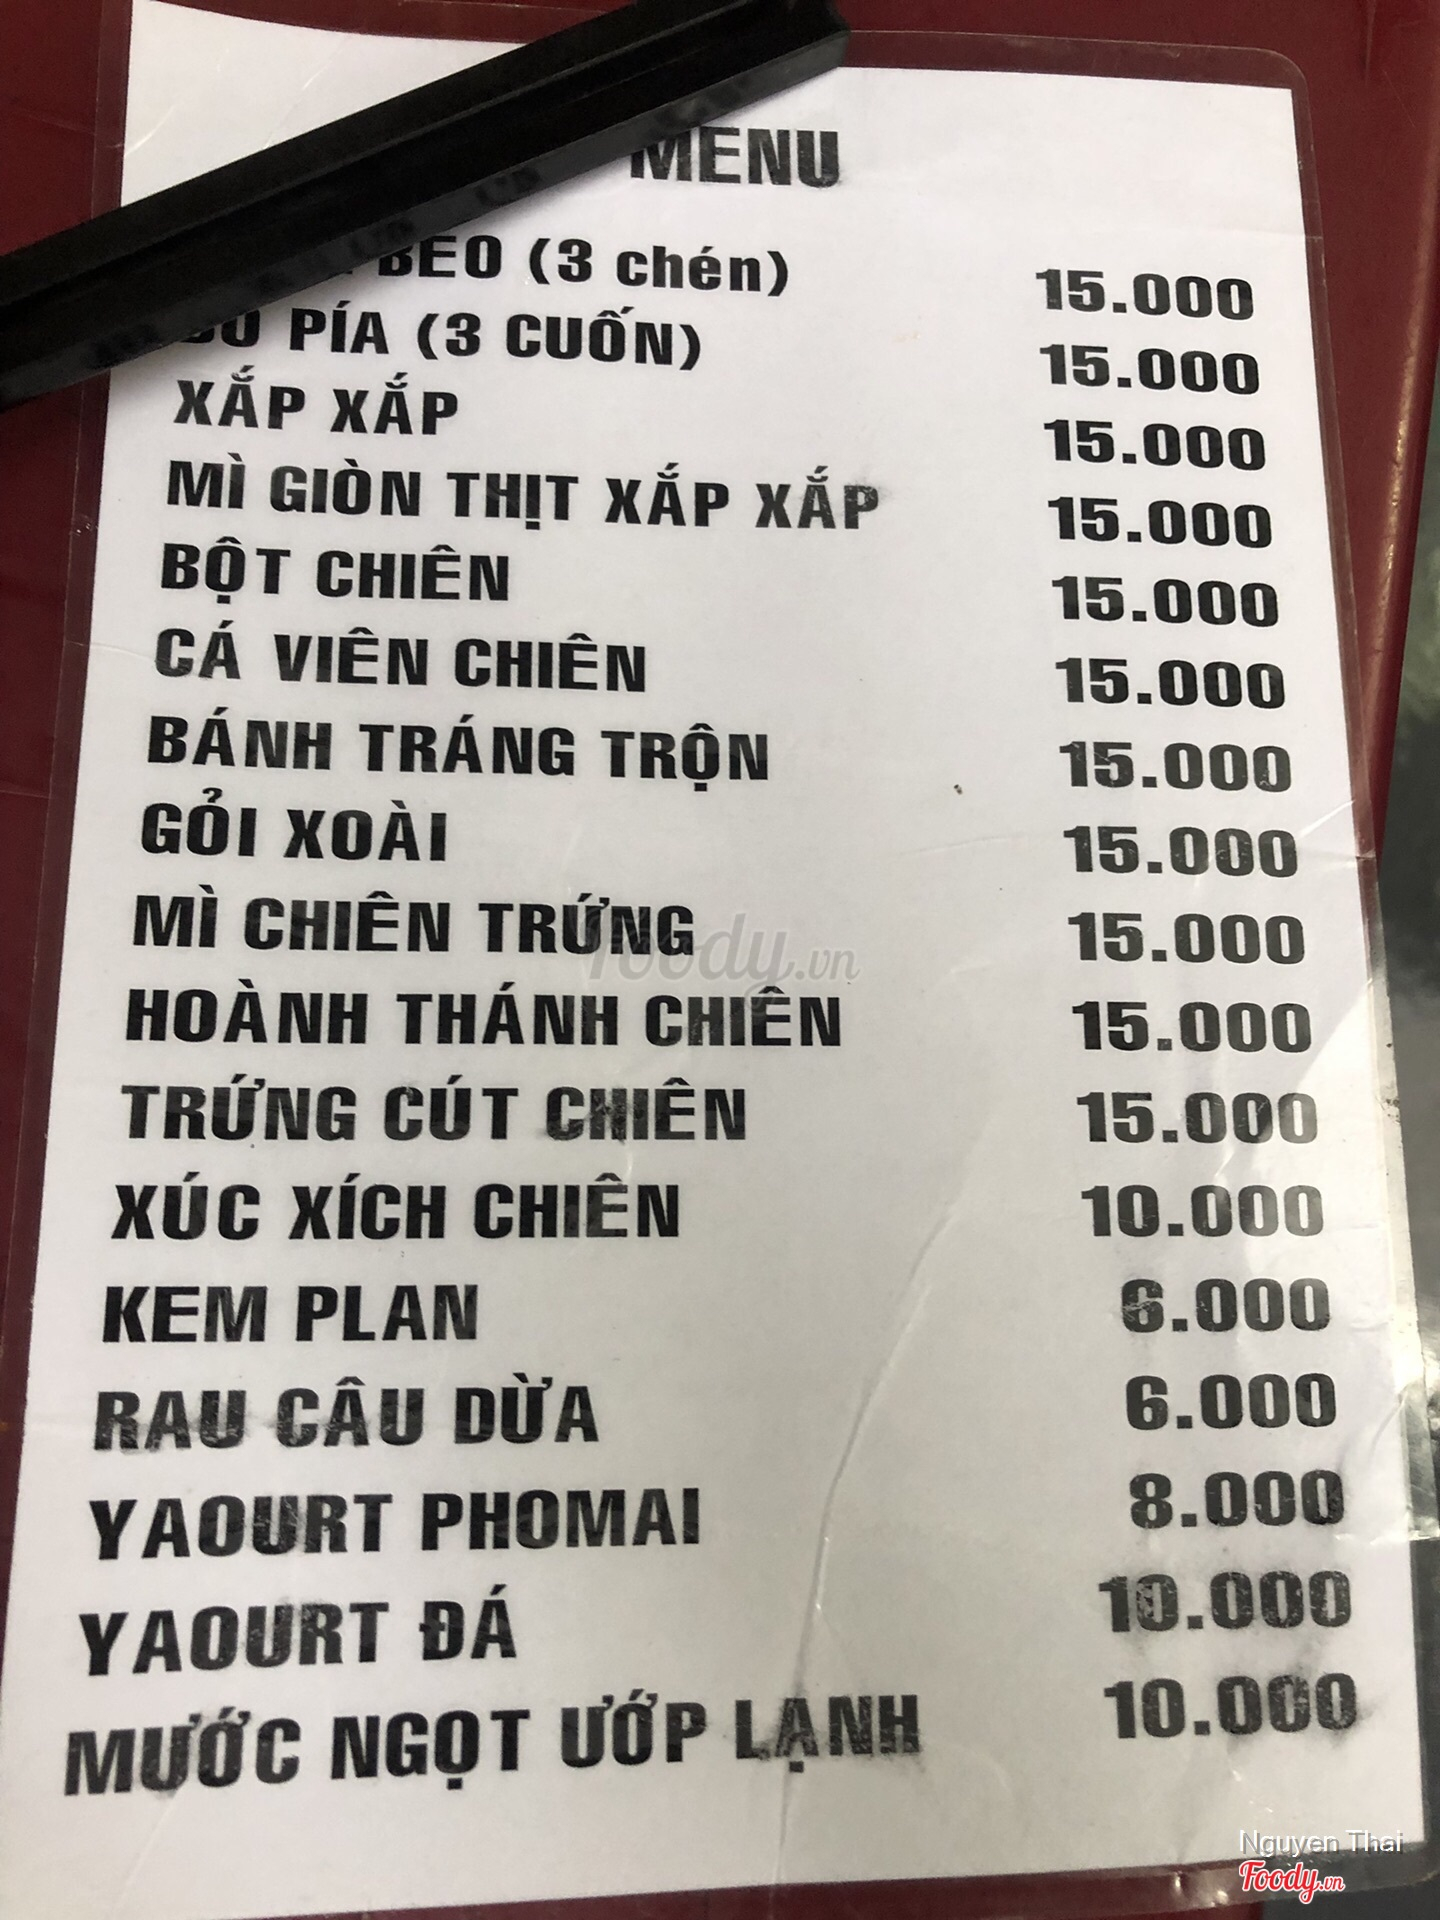 MENU
BÈO (3 chén) 15.000
BÒ PÍA (3 CUỐN) 15.000
XẮP XẮP 15.000
MÌ GIÒN THỊT XẮP XẮP 15.000
BỘT CHIÊN 15.000
CÁ VIÊN CHIÊN 15.000
BÁNH TRÁNG TRỘN 15.000
GỎI XOÀI 15.000
MÌ CHIÊN TRỨNG 15.000
HOÀNH THÁNH CHIÊN 15.000
TRỨNG CÚT CHIÊN 15.000
XÚC XÍCH CHIÊN 10.000
KEM PLAN 6.000
RAU CÂU DỪA 6.000
YAOURT PHOMAI 8.000
YAOURT ĐÁ 10.000
MƯỚC NGỌT ƯỚP LẠNH 10.000
foody.vn
Nguyen Thai
Foody.vn